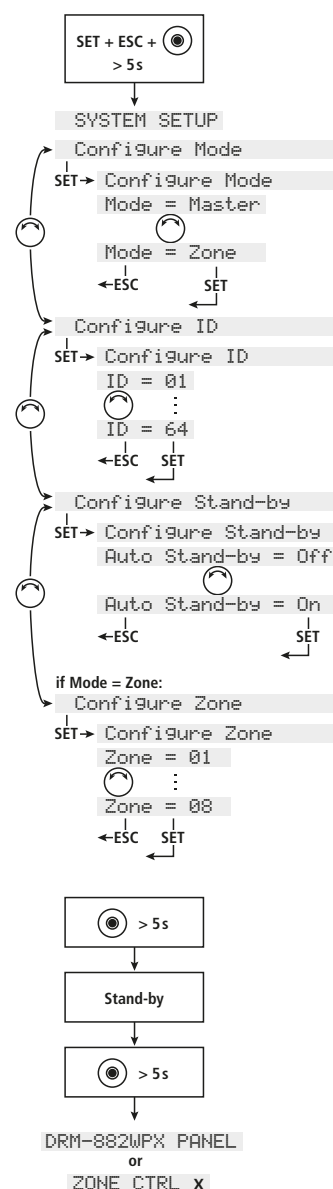 SET + ESC +
> 5s
SYSTEM SETUP
Configure Mode
SET Configure Mode
Mode = Master
Mode = Zone
ESC SET
Configure ID
SET Configure ID
ID = 01
ID = 64
ESC SET
Configure Stand-by
SET Configure Stand-by
Auto Stand-by = Off
Auto Stand-by = On
ESC SET
if Mode = Zone:
Configure Zone
SET Configure Zone
Zone = 01
Zone = 08
ESC SET
> 5s
Stand-by
> 5s
DRM-882WPX PANEL
or
ZONE CTRL x